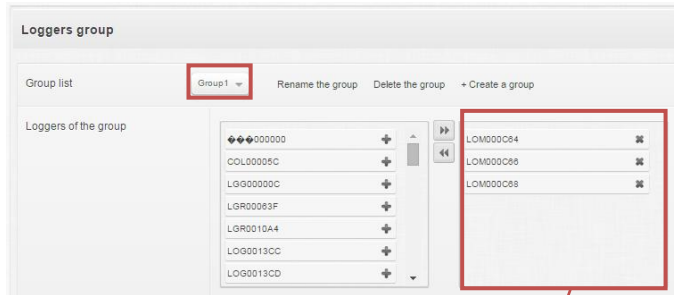 Loggers group
Group list Group1 Rename the group Delete the group + Create a group
Loggers of the group
���000000
COL00005C
LGG00000C
LGR00063F
LGR0010A4
LOG0013CC
LOG0013CD
LOM000C64
LOM000C66
LOM000C68